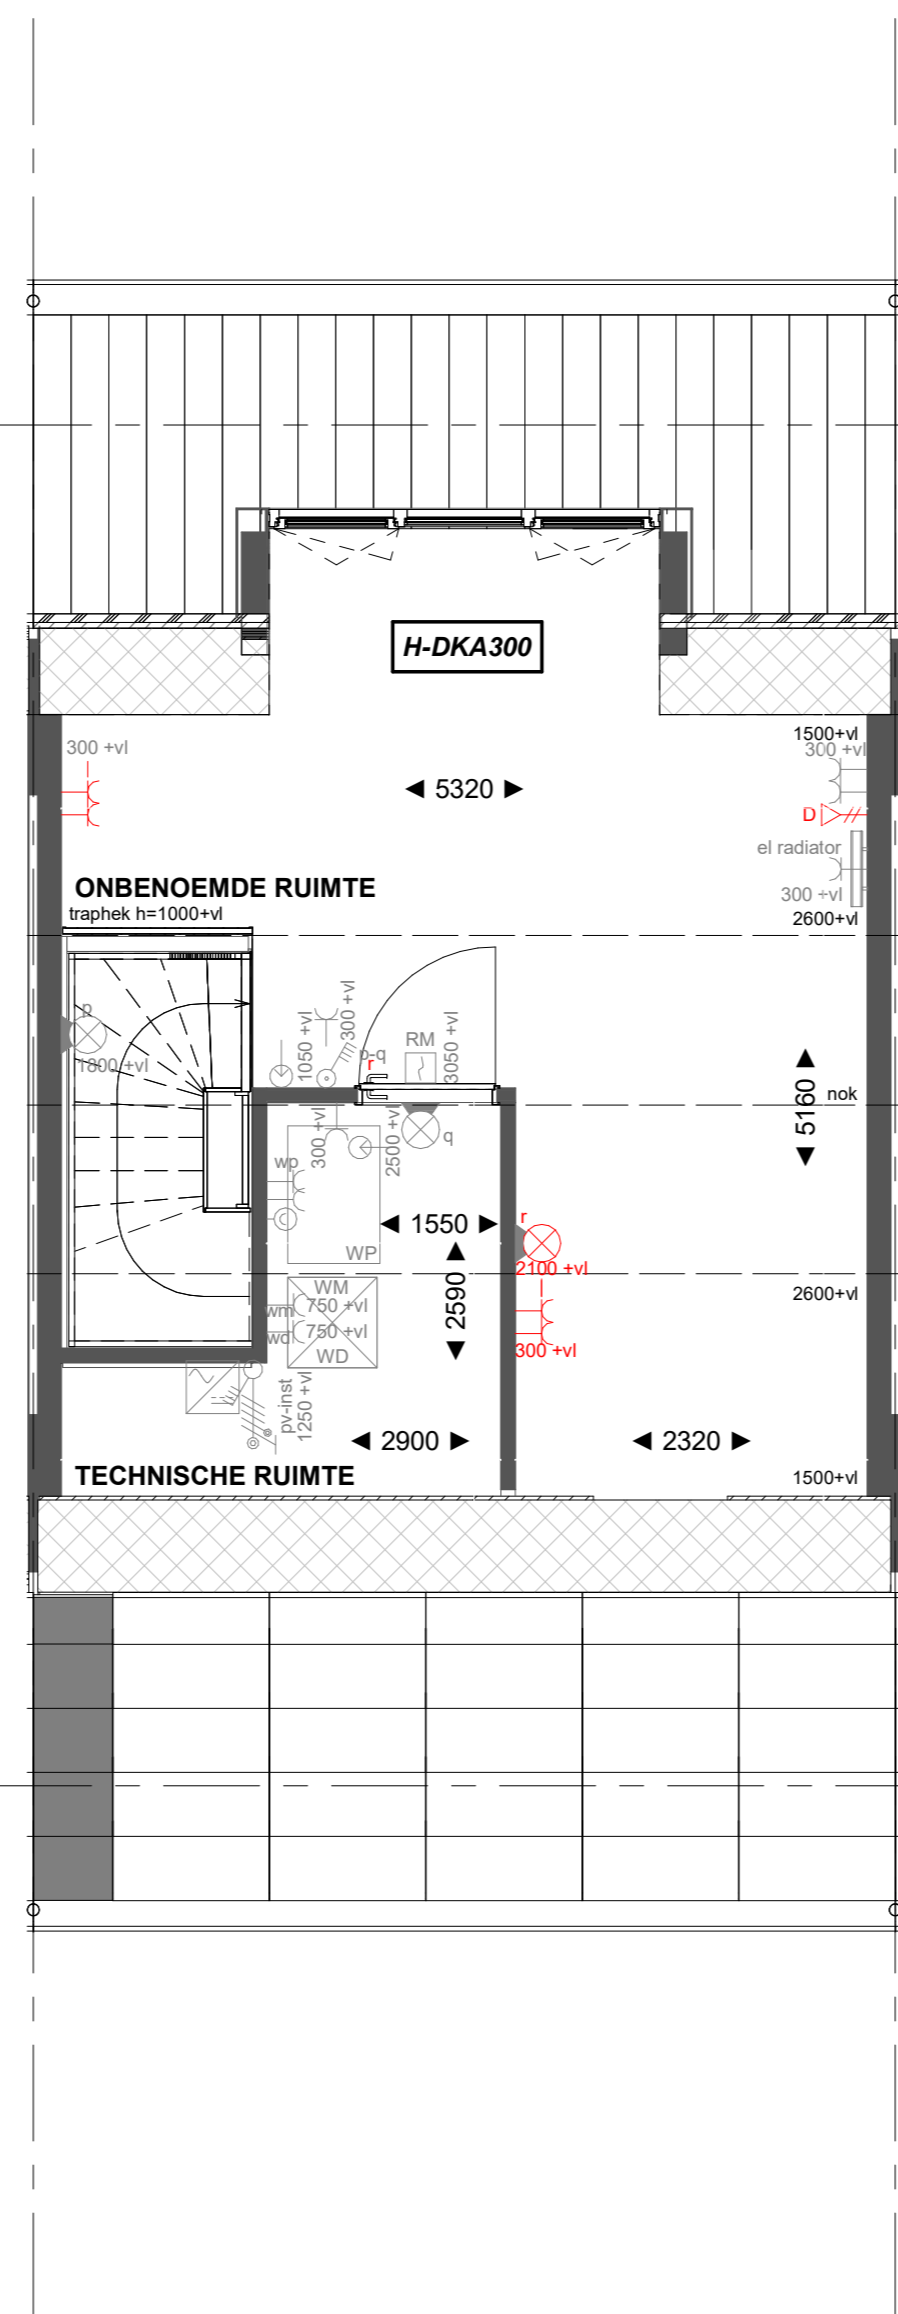 H-DKA300
1500+vl
300 +vl
300 +vl
5320
D
el radiator
300 +vl
ONBENOEMDE RUIMTE
traphek h=1000+vl
2600+vl
p
1800 +vl
1050 +vl
300 +vl
p-q
r
RM
3050 +vl
5160
nok
300 +vl
2500 +vl
q
wp
WP
1550
2590
r
2100 +vl
300 +vl
2600+vl
WM
wm
750 +vl
wd
750 +vl
WD
pv-inst
1250 +vl
2900
2320
TECHNISCHE RUIMTE
1500+vl